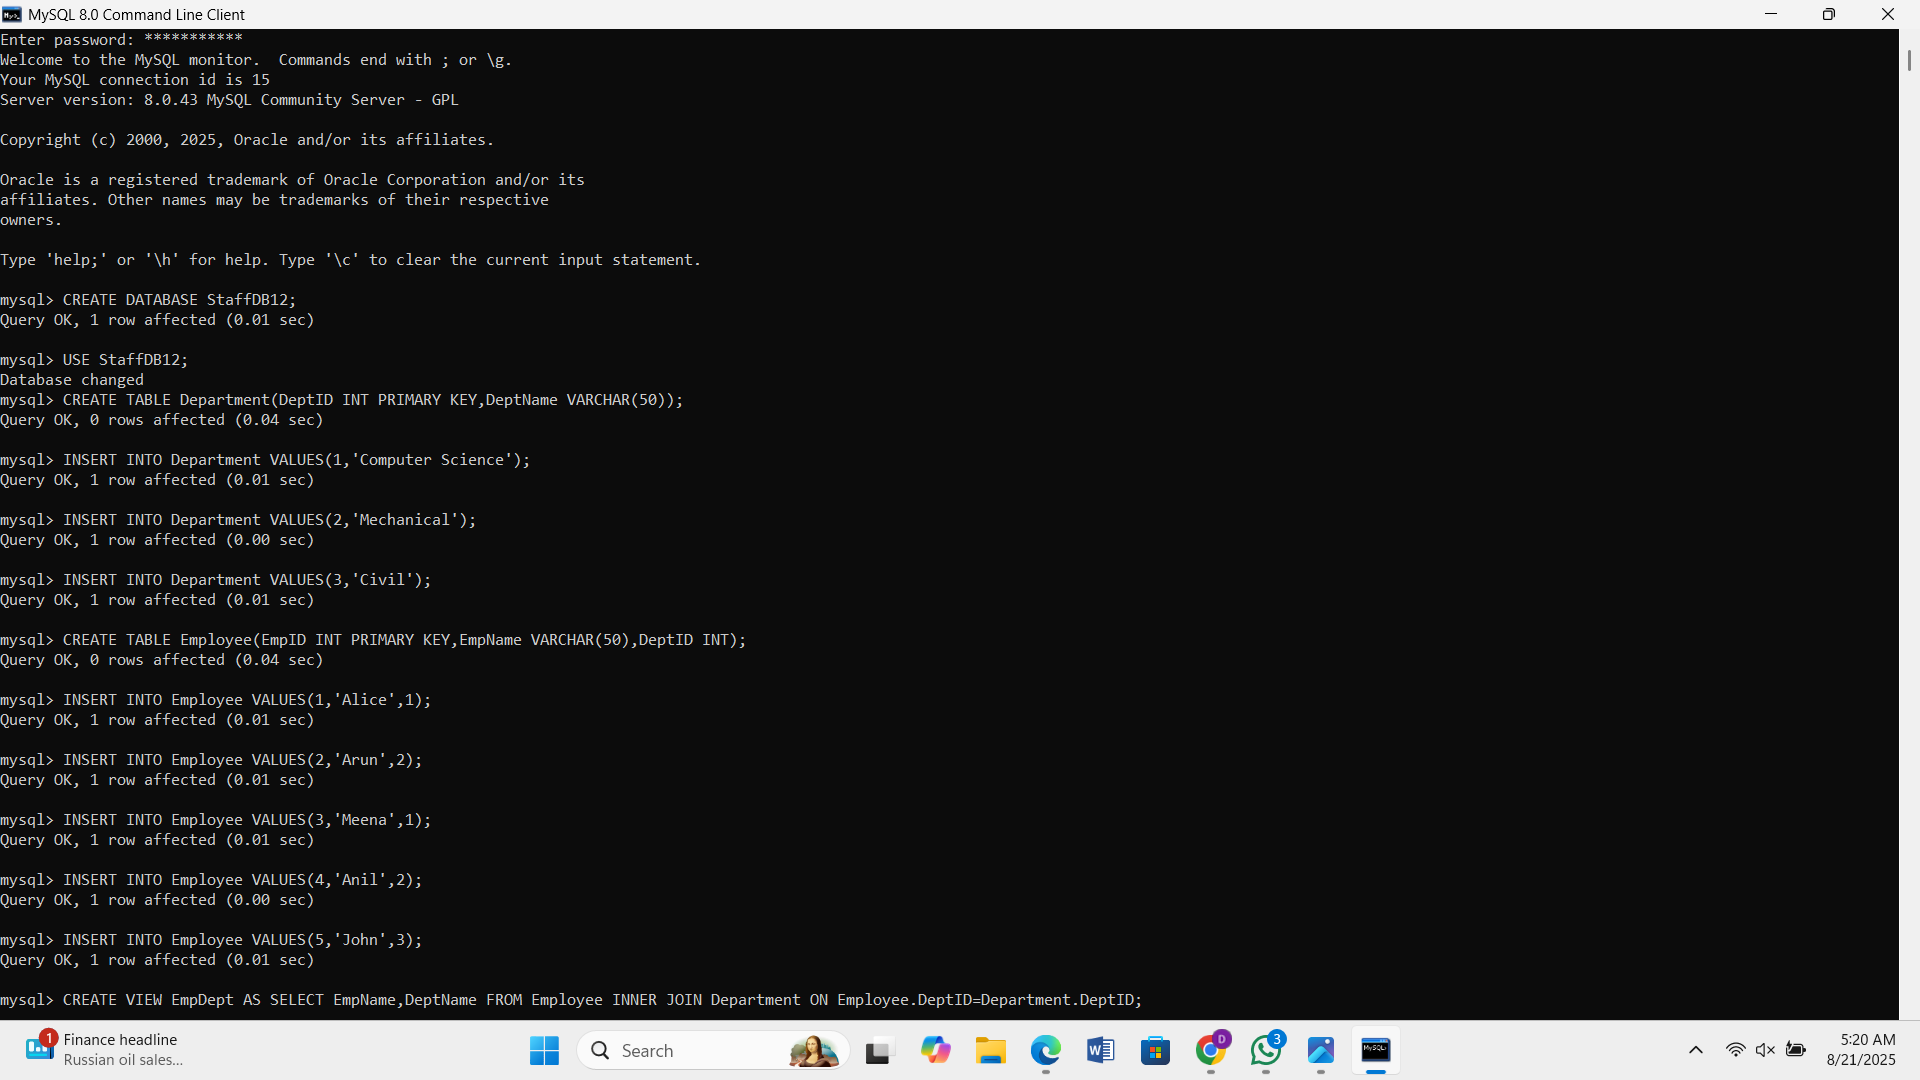 MySQL 8.0 Command Line Client
Enter password: ***********
Welcome to the MySQL monitor.  Commands end with ; or \g.
Your MySQL connection id is 15
Server version: 8.0.43 MySQL Community Server - GPL
Copyright (c) 2000, 2025, Oracle and/or its affiliates.
Oracle is a registered trademark of Oracle Corporation and/or its
affiliates. Other names may be trademarks of their respective
owners.
Type 'help;' or '\h' for help. Type '\c' to clear the current input statement.
mysql> CREATE DATABASE StaffDB12;
Query OK, 1 row affected (0.01 sec)
mysql> USE StaffDB12;
Database changed
mysql> CREATE TABLE Department(DeptID INT PRIMARY KEY,DeptName VARCHAR(50));
Query OK, 0 rows affected (0.04 sec)
mysql> INSERT INTO Department VALUES(1,'Computer Science');
Query OK, 1 row affected (0.01 sec)
mysql> INSERT INTO Department VALUES(2,'Mechanical');
Query OK, 1 row affected (0.00 sec)
mysql> INSERT INTO Department VALUES(3,'Civil');
Query OK, 1 row affected (0.01 sec)
mysql> CREATE TABLE Employee(EmpID INT PRIMARY KEY,EmpName VARCHAR(50),DeptID INT);
Query OK, 0 rows affected (0.04 sec)
mysql> INSERT INTO Employee VALUES(1,'Alice',1);
Query OK, 1 row affected (0.01 sec)
mysql> INSERT INTO Employee VALUES(2,'Arun',2);
Query OK, 1 row affected (0.01 sec)
mysql> INSERT INTO Employee VALUES(3,'Meena',1);
Query OK, 1 row affected (0.01 sec)
mysql> INSERT INTO Employee VALUES(4,'Anil',2);
Query OK, 1 row affected (0.00 sec)
mysql> INSERT INTO Employee VALUES(5,'John',3);
Query OK, 1 row affected (0.01 sec)
mysql> CREATE VIEW EmpDept AS SELECT EmpName,DeptName FROM Employee INNER JOIN Department ON Employee.DeptID=Department.DeptID;
1
Finance headline
Russian oil sales...
Search
D
3
MySQL
5:20 AM
8/21/2025